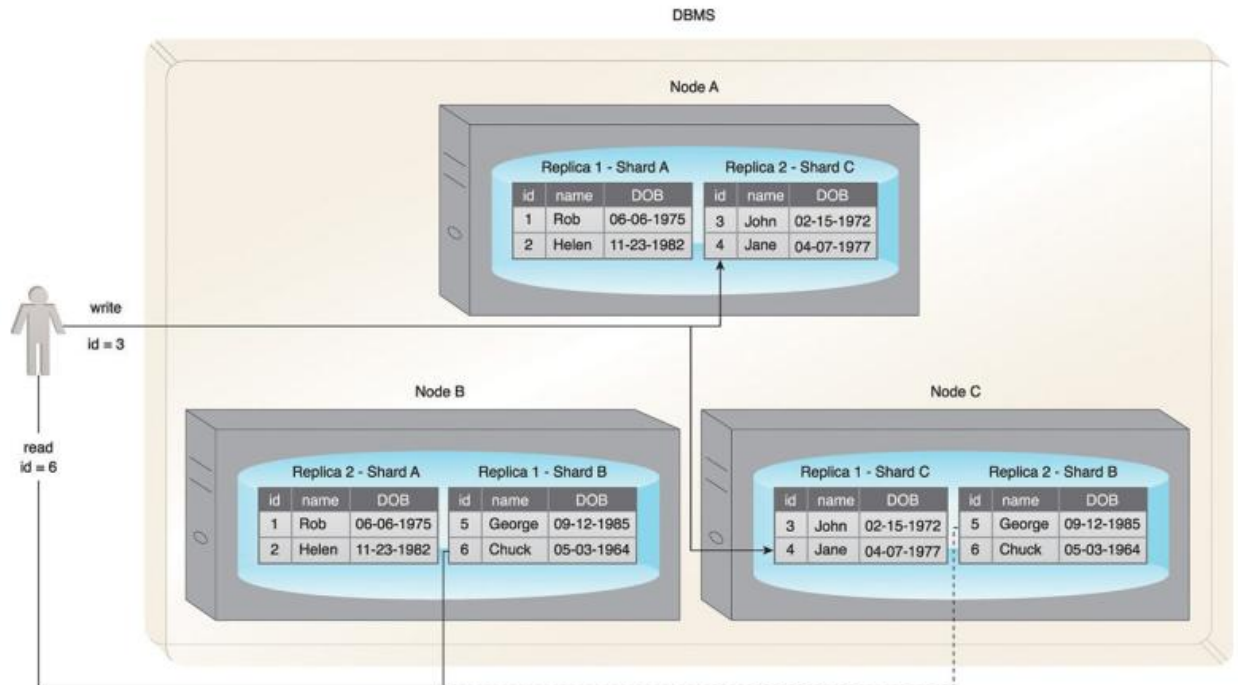 DBMS
Node A
Replica 1 - Shard A Replica 2 - Shard C
id name DOB id name DOB
1 Rob 06-06-1975 3 John 02-15-1972
2 Helen 11-23-1982 4 Jane 04-07-1977
write
id = 3
Node B Node C
read
id = 6
Replica 2 - Shard A Replica 1 - Shard B Replica 1 - Shard C Replica 2 - Shard B
id name DOB id name DOB id name DOB id name DOB
1 Rob 06-06-1975 5 George 09-12-1985 3 John 02-15-1972 5 George 09-12-1985
2 Helen 11-23-1982 6 Chuck 05-03-1964 4 Jane 04-07-1977 6 Chuck 05-03-1964